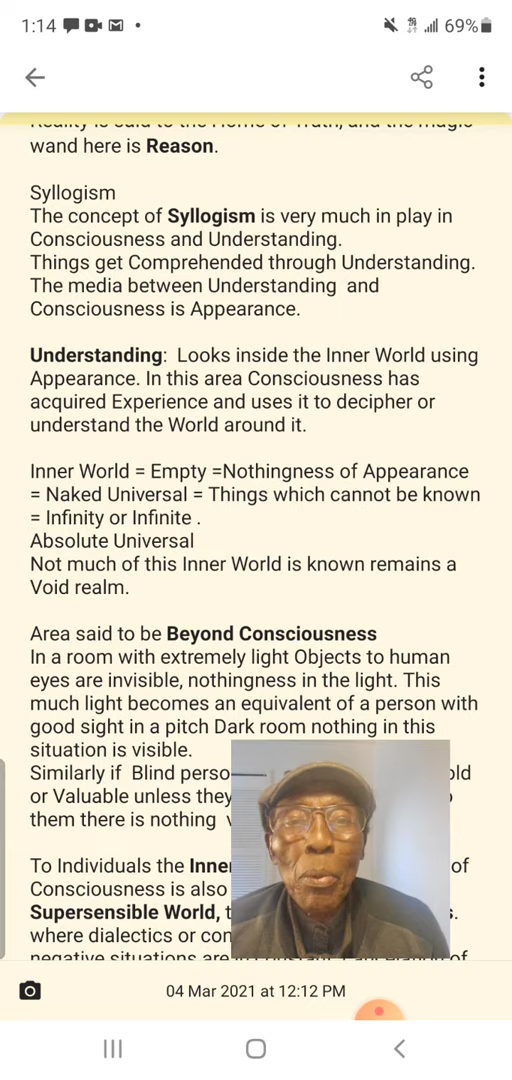 1:14
69%
wand here is Reason.
Syllogism
The concept of Syllogism is very much in play in
Consciousness and Understanding.
Things get Comprehended through Understanding.
The media between Understanding and
Consciousness is Appearance.
Understanding: Looks inside the Inner World using
Appearance. In this area Consciousness has
acquired Experience and uses it to decipher or
understand the World around it.
Inner World = Empty =Nothingness of Appearance
= Naked Universal = Things which cannot be known
= Infinity or Infinite .
Absolute Universal
Not much of this Inner World is known remains a
Void realm.
Area said to be Beyond Consciousness
In a room with extremely light Objects to human
eyes are invisible, nothingness in the light. This
much light becomes an equivalent of a person with
good sight in a pitch Dark room nothing in this
situation is visible.
Similarly if Blind
or Valuable unless they
them there is nothing
To Individuals the of
Consciousness is also
Supersensible World,
where dialectics or
negative situations are of
04 Mar 2021 at 12:12 PM